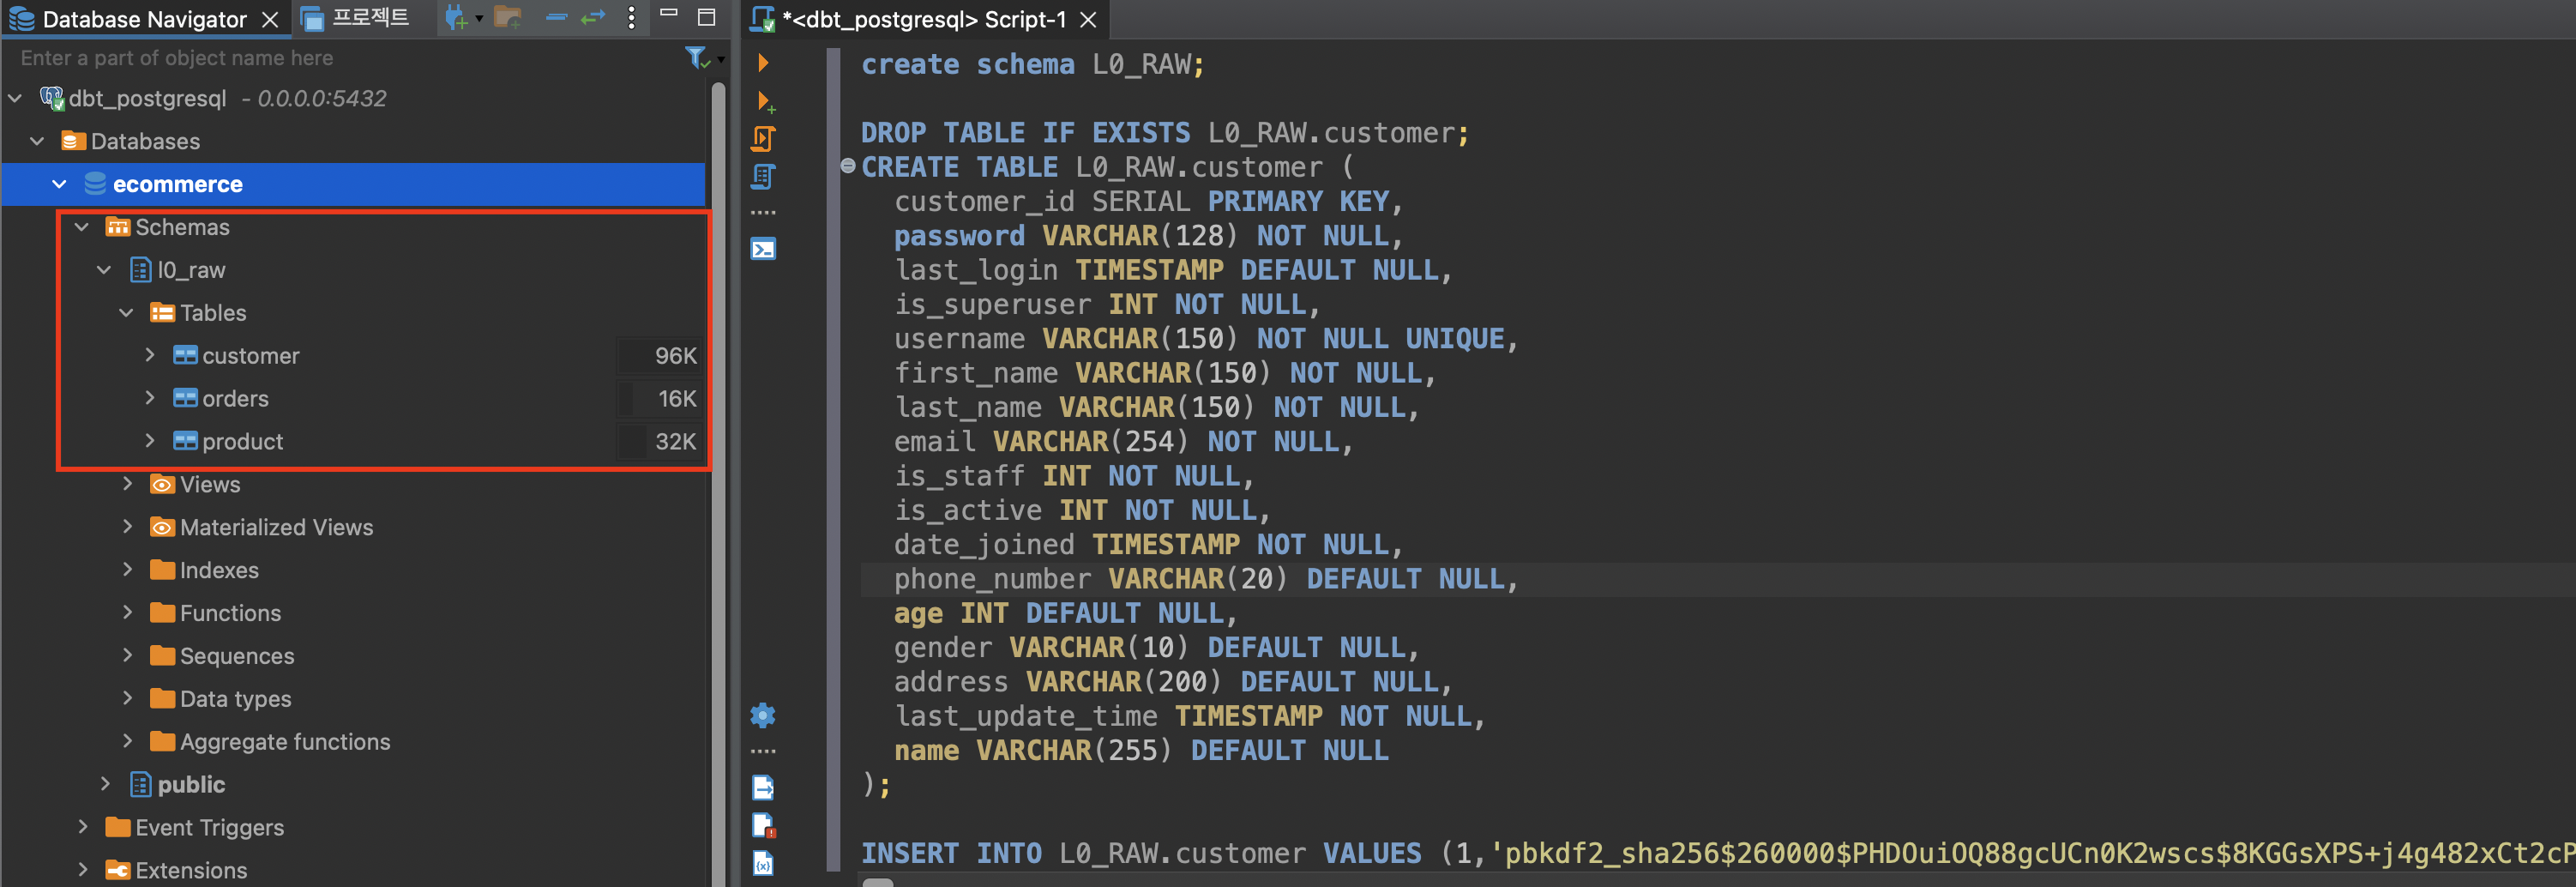 Database Navigator
프로젝트
Enter a part of object name here
dbt_postgresql - 0.0.0.0:5432
Databases
ecommerce
Schemas
l0_raw
Tables
customer 96K
orders 16K
product 32K
Views
Materialized Views
Indexes
Functions
Sequences
Data types
Aggregate functions
public
Event Triggers
Extensions
*<dbt_postgresql> Script-1
create schema L0_RAW;
DROP TABLE IF EXISTS L0_RAW.customer;
CREATE TABLE L0_RAW.customer (
customer_id SERIAL PRIMARY KEY,
password VARCHAR(128) NOT NULL,
last_login TIMESTAMP DEFAULT NULL,
is_superuser INT NOT NULL,
username VARCHAR(150) NOT NULL UNIQUE,
first_name VARCHAR(150) NOT NULL,
last_name VARCHAR(150) NOT NULL,
email VARCHAR(254) NOT NULL,
is_staff INT NOT NULL,
is_active INT NOT NULL,
date_joined TIMESTAMP NOT NULL,
phone_number VARCHAR(20) DEFAULT NULL,
age INT DEFAULT NULL,
gender VARCHAR(10) DEFAULT NULL,
address VARCHAR(200) DEFAULT NULL,
last_update_time TIMESTAMP NOT NULL,
name VARCHAR(255) DEFAULT NULL
);
INSERT INTO L0_RAW.customer VALUES (1,'pbkdf2_sha256$260000$PHDOuiOQ88gcUCn0K2wscs$8KGGsXPS+j4g482xCt2cP